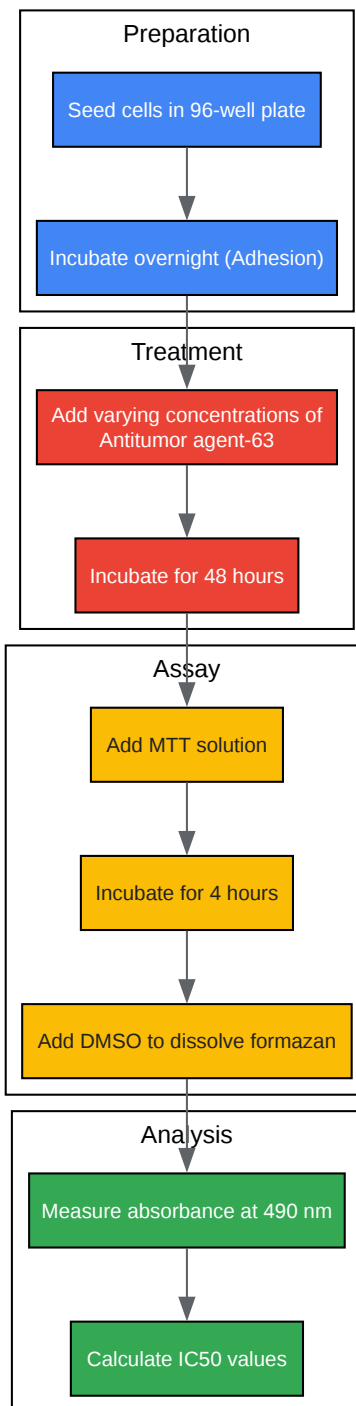 Preparation
Seed cells in 96-well plate
Incubate overnight (Adhesion)
Treatment
Add varying concentrations of
Antitumor agent-63
Incubate for 48 hours
Assay
Add MTT solution
Incubate for 4 hours
Add DMSO to dissolve formazan
Analysis
Measure absorbance at 490 nm
Calculate IC50 values